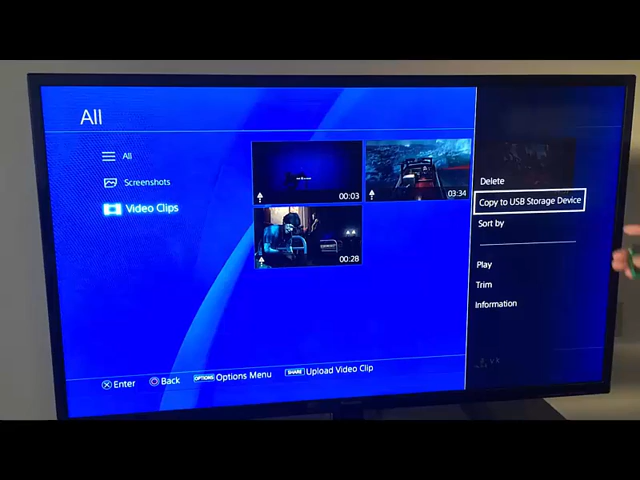 All
All
Screenshots
Video Clips
00:03
03:34
00:28
Delete
Copy to USB Storage Device
Sort by
Play
Trim
Information
Enter
Back
OPTIONS Options Menu
SHARE Upload Video Clip